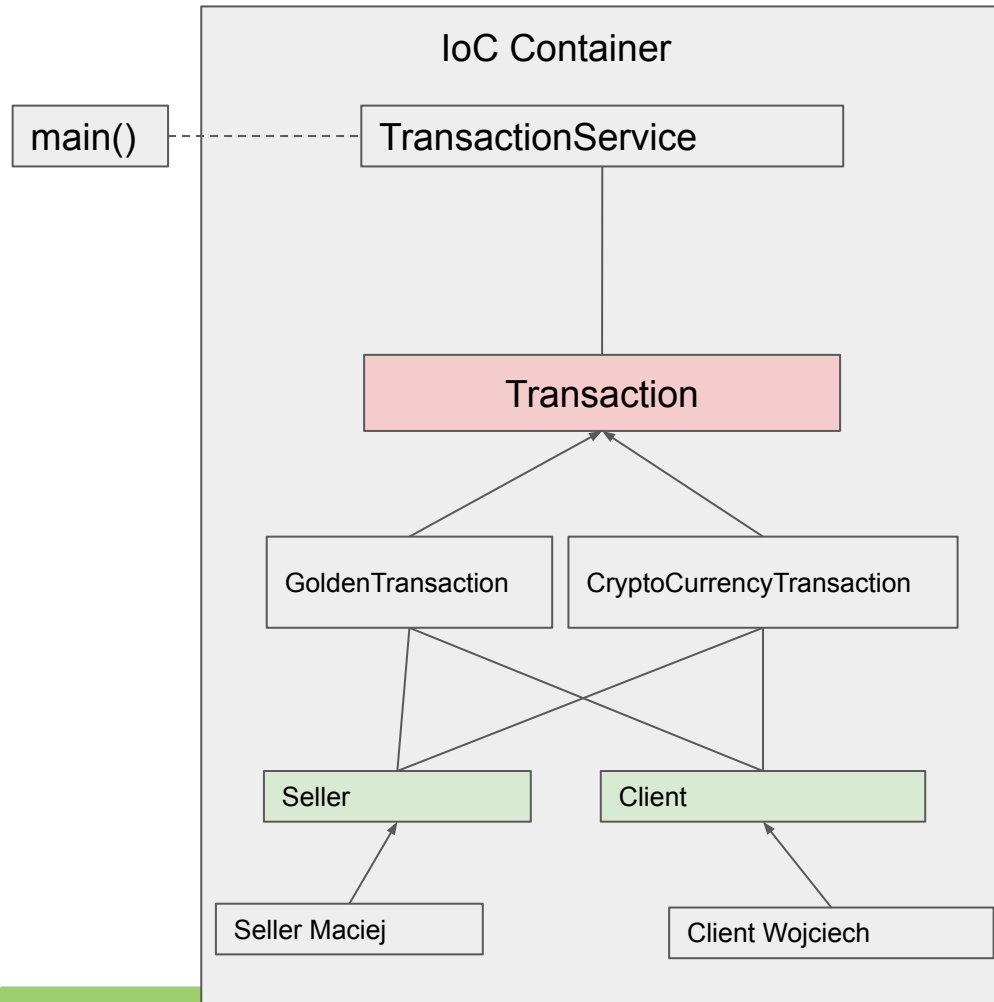 IoC Container
main()
TransactionService
Transaction
GoldenTransaction
CryptoCurrencyTransaction
Seller
Client
Seller Maciej
Client Wojciech